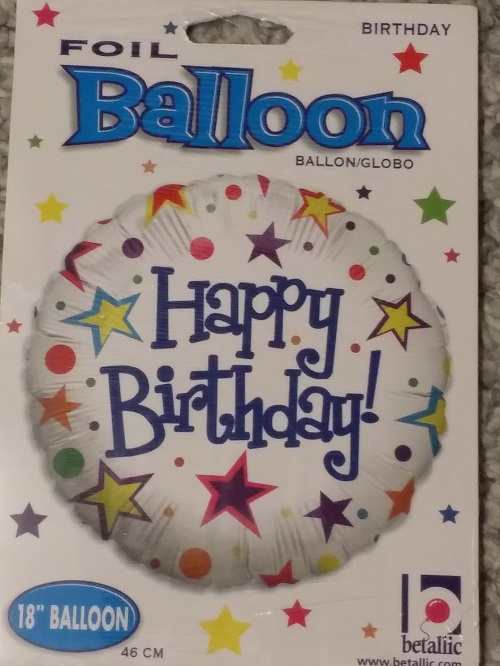 BIRTHDAY
FOIL
Balloon
BALLON/GLOBO
Happy
Birthday!
18" BALLOON
46 CM
betallic
www.betallic.com